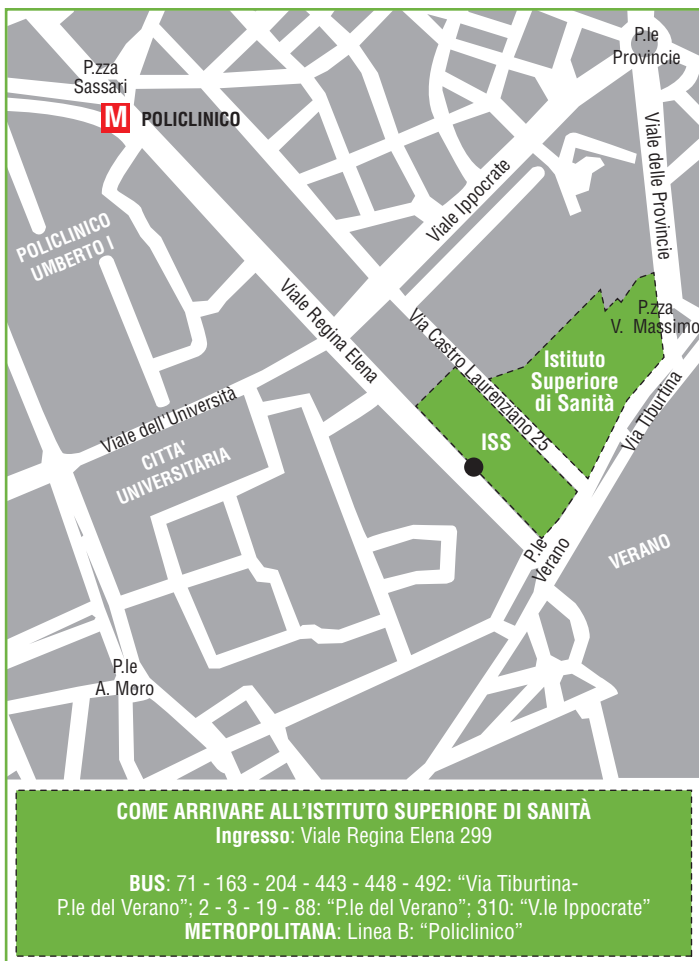 P.le
Provincie
P.zza
Sassari
M POLICLINICO
Viale delle Provincie
Viale Ippocrate
POLICLINICO
UMBERTO I
Viale Regina Elena
P.zza
V. Massimo
Via Castro Laurenziano 25
Istituto
Superiore
di Sanità
Via Tiburtina
Viale dell'Università
ISS
CITTA'
UNIVERSITARIA
P.le
Verano
VERANO
P.le
A. Moro
COME ARRIVARE ALL’ISTITUTO SUPERIORE DI SANITÀ
Ingresso: Viale Regina Elena 299
BUS: 71 - 163 - 204 - 443 - 448 - 492: “Via Tiburtina-
P.le del Verano”; 2 - 3 - 19 - 88: “P.le del Verano”; 310: “V.le Ippocrate”
METROPOLITANA: Linea B: “Policlinico”